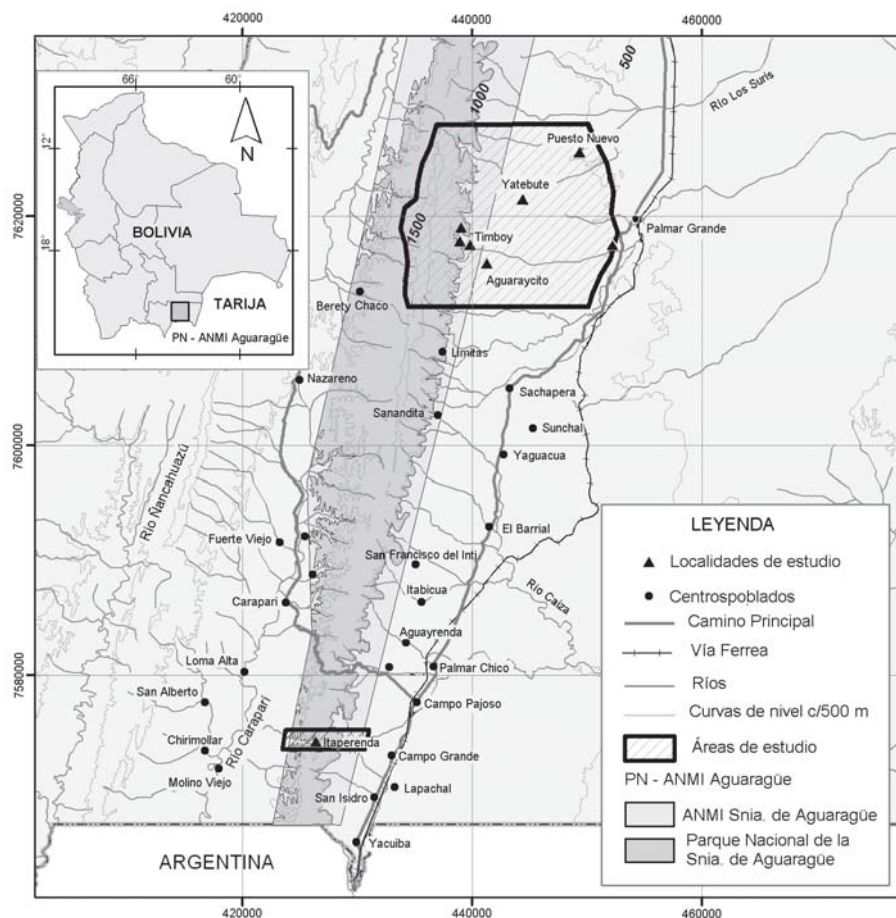 420000
440000
460000
66
60
12°
18°
N
BOLIVIA
TARIJA
PN - ANMI Aguaragüe
500
1000
1500
Río Los Suris
Puesto Nuevo
Yatebute
7620000
Timboy
Palmar Grande
Aguaraycito
Berety Chaco
Limitas
Nazareno
Sachapera
Sanandita
Sunchal
7600000
Yaguacua
Río Ñancahuazú
El Barrial
Fuerte Viejo
San Francisco del Inti
Río Caiza
Itabicua
Carapari
Aguayrenda
Loma Alta
Palmar Chico
7580000
San Alberto
Campo Pajoso
Río Carapari
Chirimollar
Itaperenda
Campo Grande
Molino Viejo
Lapachal
San Isidro
Yacuiba
ARGENTINA
LEYENDA
Localidades de estudio
Centrospoblados
Camino Principal
Vía Ferrea
Ríos
Curvas de nivel c/500 m
Áreas de estudio
PN - ANMI Aguaragüe
ANMI Snia. de Aguaragüe
Parque Nacional de la
Snia. de Aguaragüe
420000
440000
460000